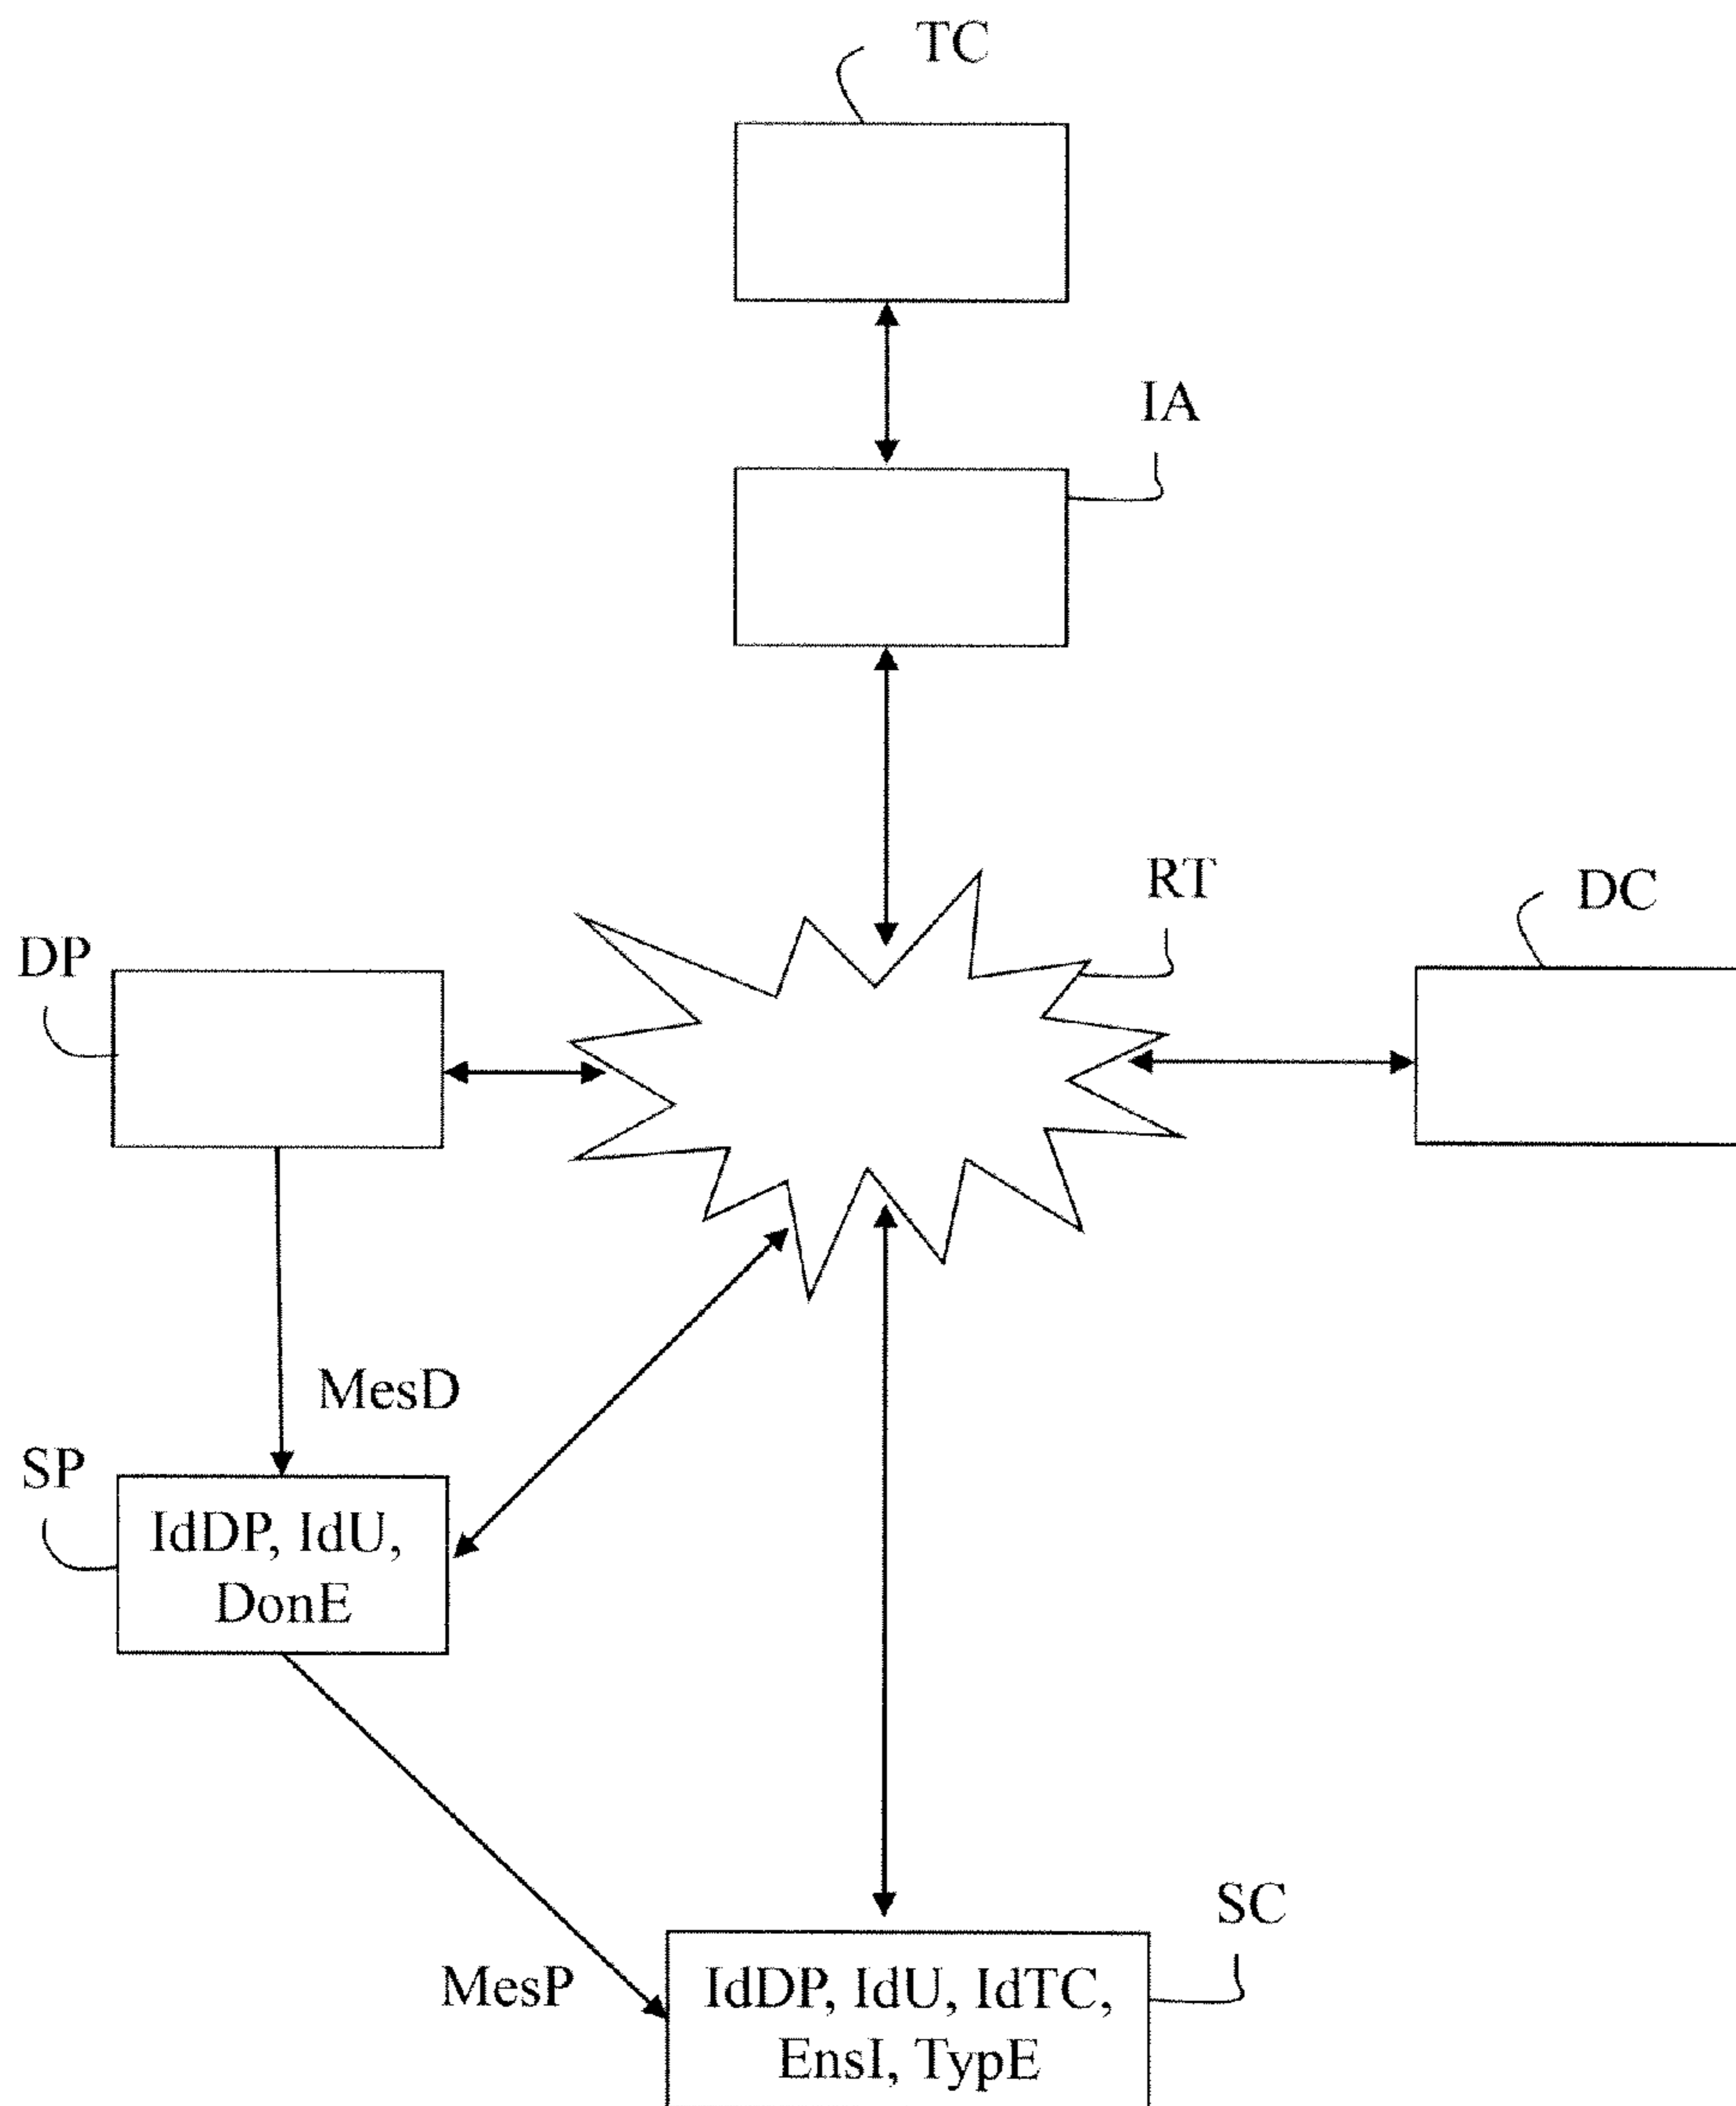 TC
IA
RT
DC
DP
MesD
SP
IdDP, IdU,
DonE
SC
MesP
IdDP, IdU, IdTC,
EnsI, TypE